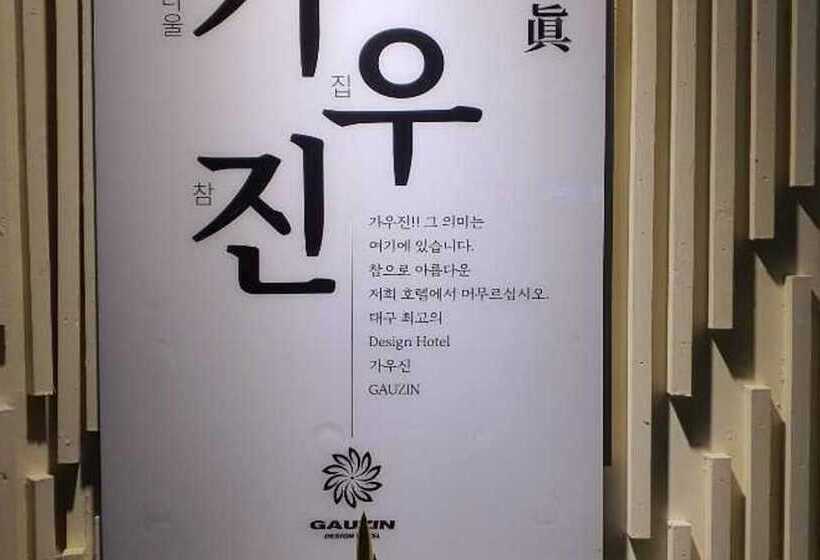 가
眞
집
우
참
진
가우진!! 그 의미는
여기에 있습니다.
참으로 아름다운
저희 호텔에서 머무르십시오.
대구 최고의
Design Hotel
가우진
GAUZIN
GAUZIN
DESIGN HOTEL